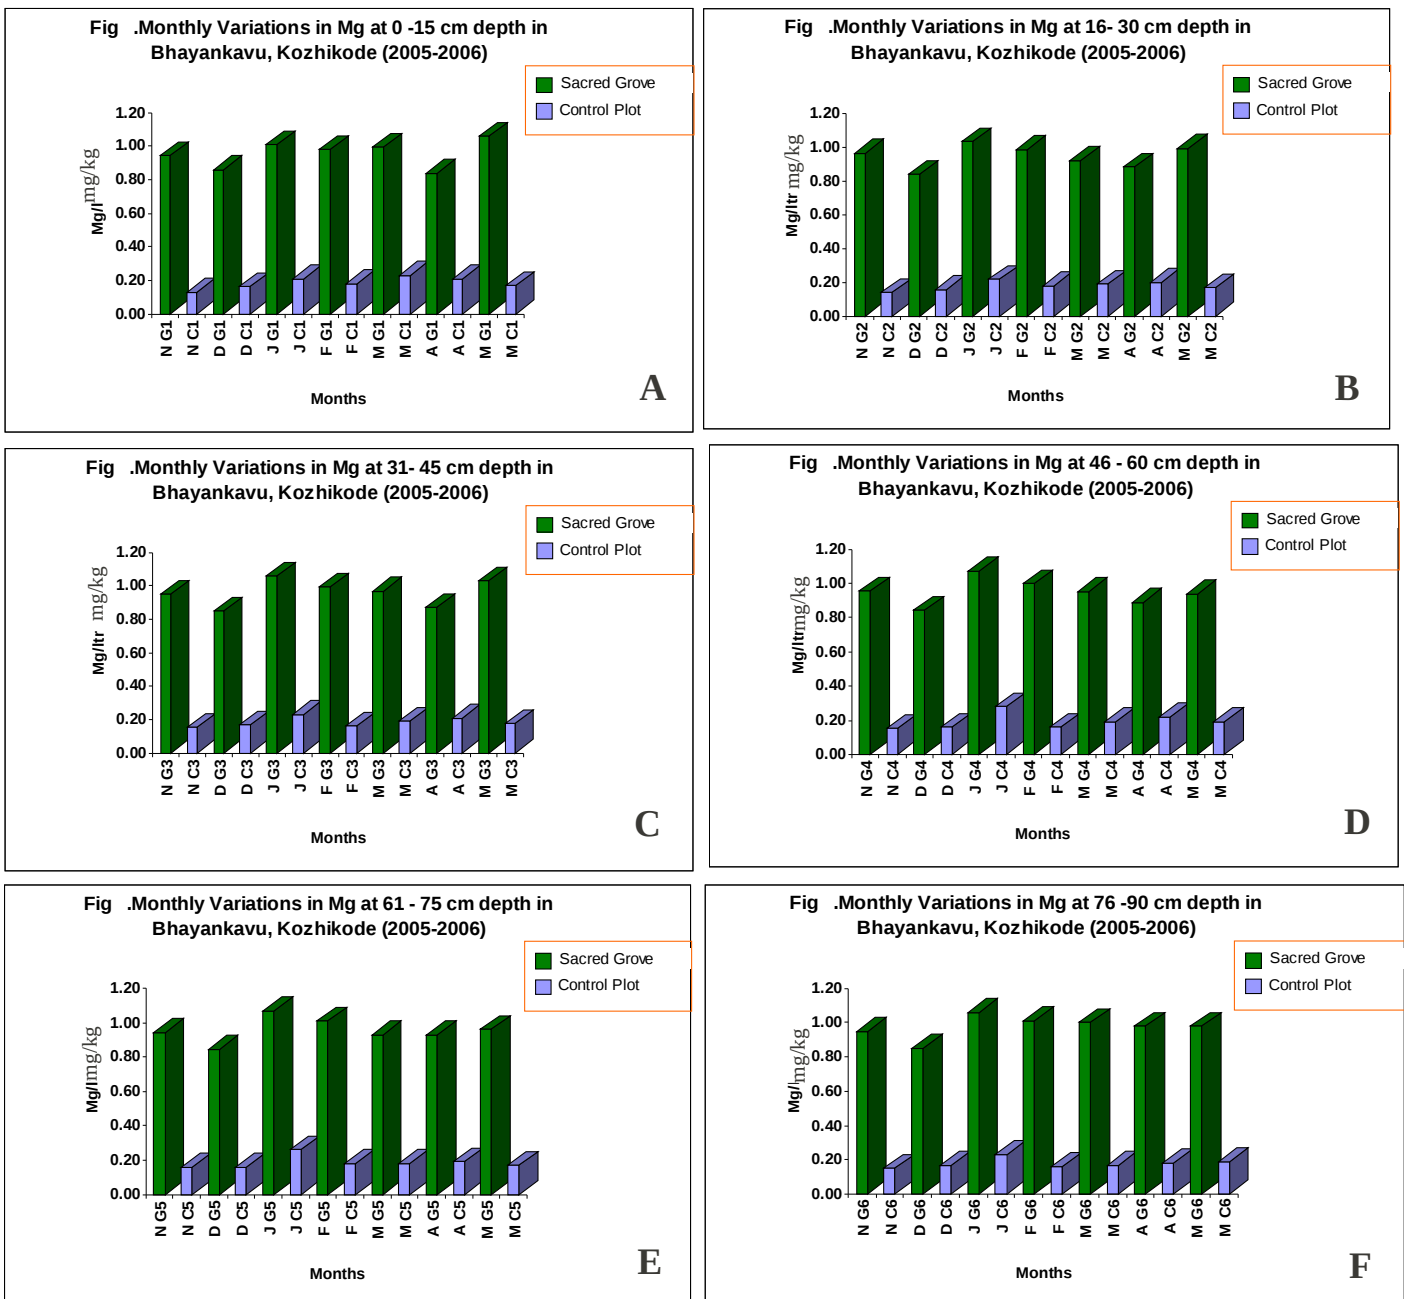 Fig .Monthly Variations in Mg at 0 -15 cm depth in
Bhayankavu, Kozhikode (2005-2006)
Sacred Grove
Control Plot
1.20
1.00
0.80
0.60
0.40
0.20
0.00
Mg/l mg/kg
N G1
N C1
D G1
D C1
J G1
J C1
F G1
F C1
M G1
M C1
A G1
A C1
M G1
M C1
Months
A
Fig .Monthly Variations in Mg at 16- 30 cm depth in
Bhayankavu, Kozhikode (2005-2006)
Sacred Grove
Control Plot
1.20
1.00
0.80
0.60
0.40
0.20
0.00
Mg/ltr mg/kg
N G2
N C2
D G2
D C2
J G2
J C2
F G2
F C2
M G2
M C2
A G2
A C2
M G2
M C2
Months
B
Fig .Monthly Variations in Mg at 31- 45 cm depth in
Bhayankavu, Kozhikode (2005-2006)
Sacred Grove
Control Plot
1.20
1.00
0.80
0.60
0.40
0.20
0.00
Mg/ltr mg/kg
N G3
N C3
D G3
D C3
J G3
J C3
F G3
F C3
M G3
M C3
A G3
A C3
M G3
M C3
Months
C
Fig .Monthly Variations in Mg at 46 - 60 cm depth in
Bhayankavu, Kozhikode (2005-2006)
Sacred Grove
Control Plot
1.20
1.00
0.80
0.60
0.40
0.20
0.00
Mg/ltr mg/kg
N G4
N C4
D G4
D C4
J G4
J C4
F G4
F C4
M G4
M C4
A G4
A C4
M G4
M C4
Months
D
Fig .Monthly Variations in Mg at 61 - 75 cm depth in
Bhayankavu, Kozhikode (2005-2006)
Sacred Grove
Control Plot
1.20
1.00
0.80
0.60
0.40
0.20
0.00
Mg/l mg/kg
N G5
N C5
D G5
D C5
J G5
J C5
F G5
F C5
M G5
M C5
A G5
A C5
M G5
M C5
Months
E
Fig .Monthly Variations in Mg at 76 -90 cm depth in
Bhayankavu, Kozhikode (2005-2006)
Sacred Grove
Control Plot
1.20
1.00
0.80
0.60
0.40
0.20
0.00
Mg/l mg/kg
N G6
N C6
D G6
D C6
J G6
J C6
F G6
F C6
M G6
M C6
A G6
A C6
M G6
M C6
Months
F